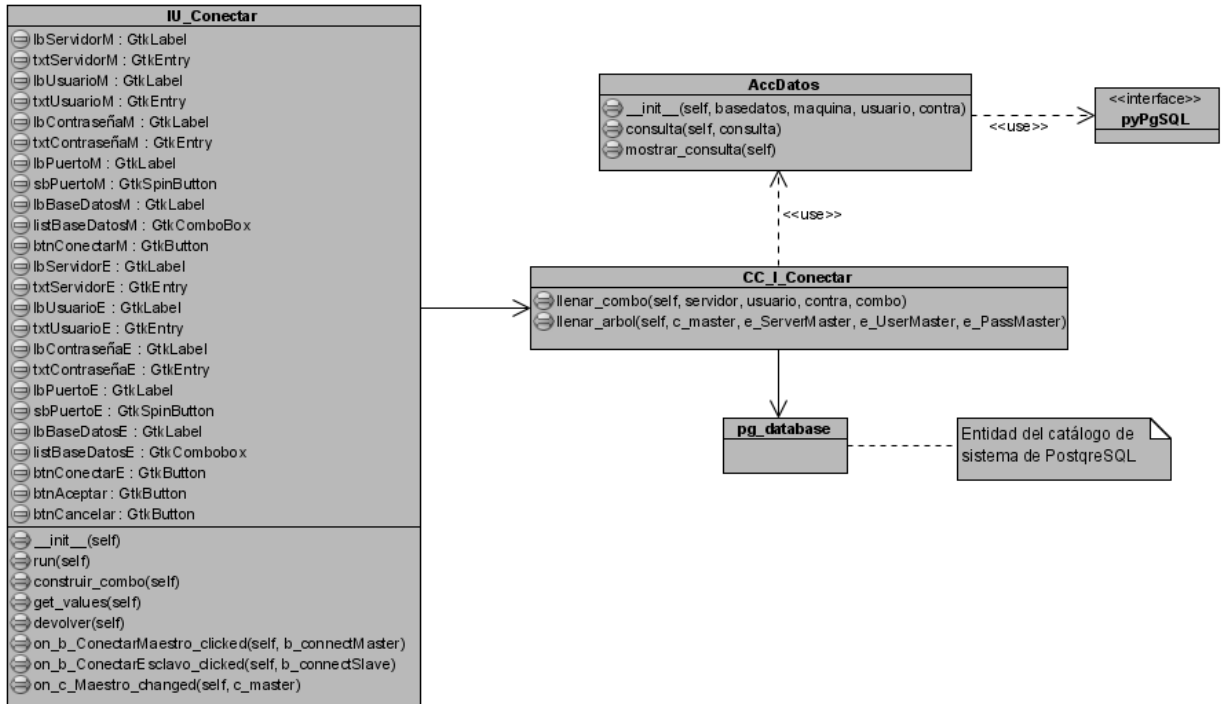 IU_Conectar
lbServidorM : GtkLabel
txtServidorM : GtkEntry
lbUsuarioM : GtkLabel
txtUsuarioM : GtkEntry
lbContraseñaM : GtkLabel
txtContraseñaM : GtkEntry
lbPuertoM : GtkLabel
sbPuertoM : GtkSpinButton
lbBaseDatosM : GtkLabel
listBaseDatosM : GtkComboBox
btnConectarM : GtkButton
lbServidorE : GtkLabel
txtServidorE : GtkEntry
lbUsuarioE : GtkLabel
txtUsuarioE : GtkEntry
lbContraseñaE : GtkLabel
txtContraseñaE : GtkEntry
lbPuertoE : GtkLabel
sbPuertoE : GtkSpinButton
lbBaseDatosE : GtkLabel
listBaseDatosE : GtkCombobox
btnConectarE : GtkButton
btnAceptar : GtkButton
btnCancelar : GtkButton
__init__(self)
run(self)
construir_combo(self)
get_values(self)
devolver(self)
on_b_ConectarMaestro_clicked(self, b_connectMaster)
on_b_ConectarEsclavo_clicked(self, b_connectSlave)
on_c_Maestro_changed(self, c_master)
AccDatos
__init__(self, basedatos, maquina, usuario, contra)
consulta(self, consulta)
mostrar_consulta(self)
<<use>>
<<interface>>
pyPgSQL
<<use>>
CC_I_Conectar
llenar_combo(self, servidor, usuario, contra, combo)
llenar_arbol(self, c_master, e_ServerMaster, e_UserMaster, e_PassMaster)
pg_database
Entidad del catálogo de
sistema de PostqreSQL